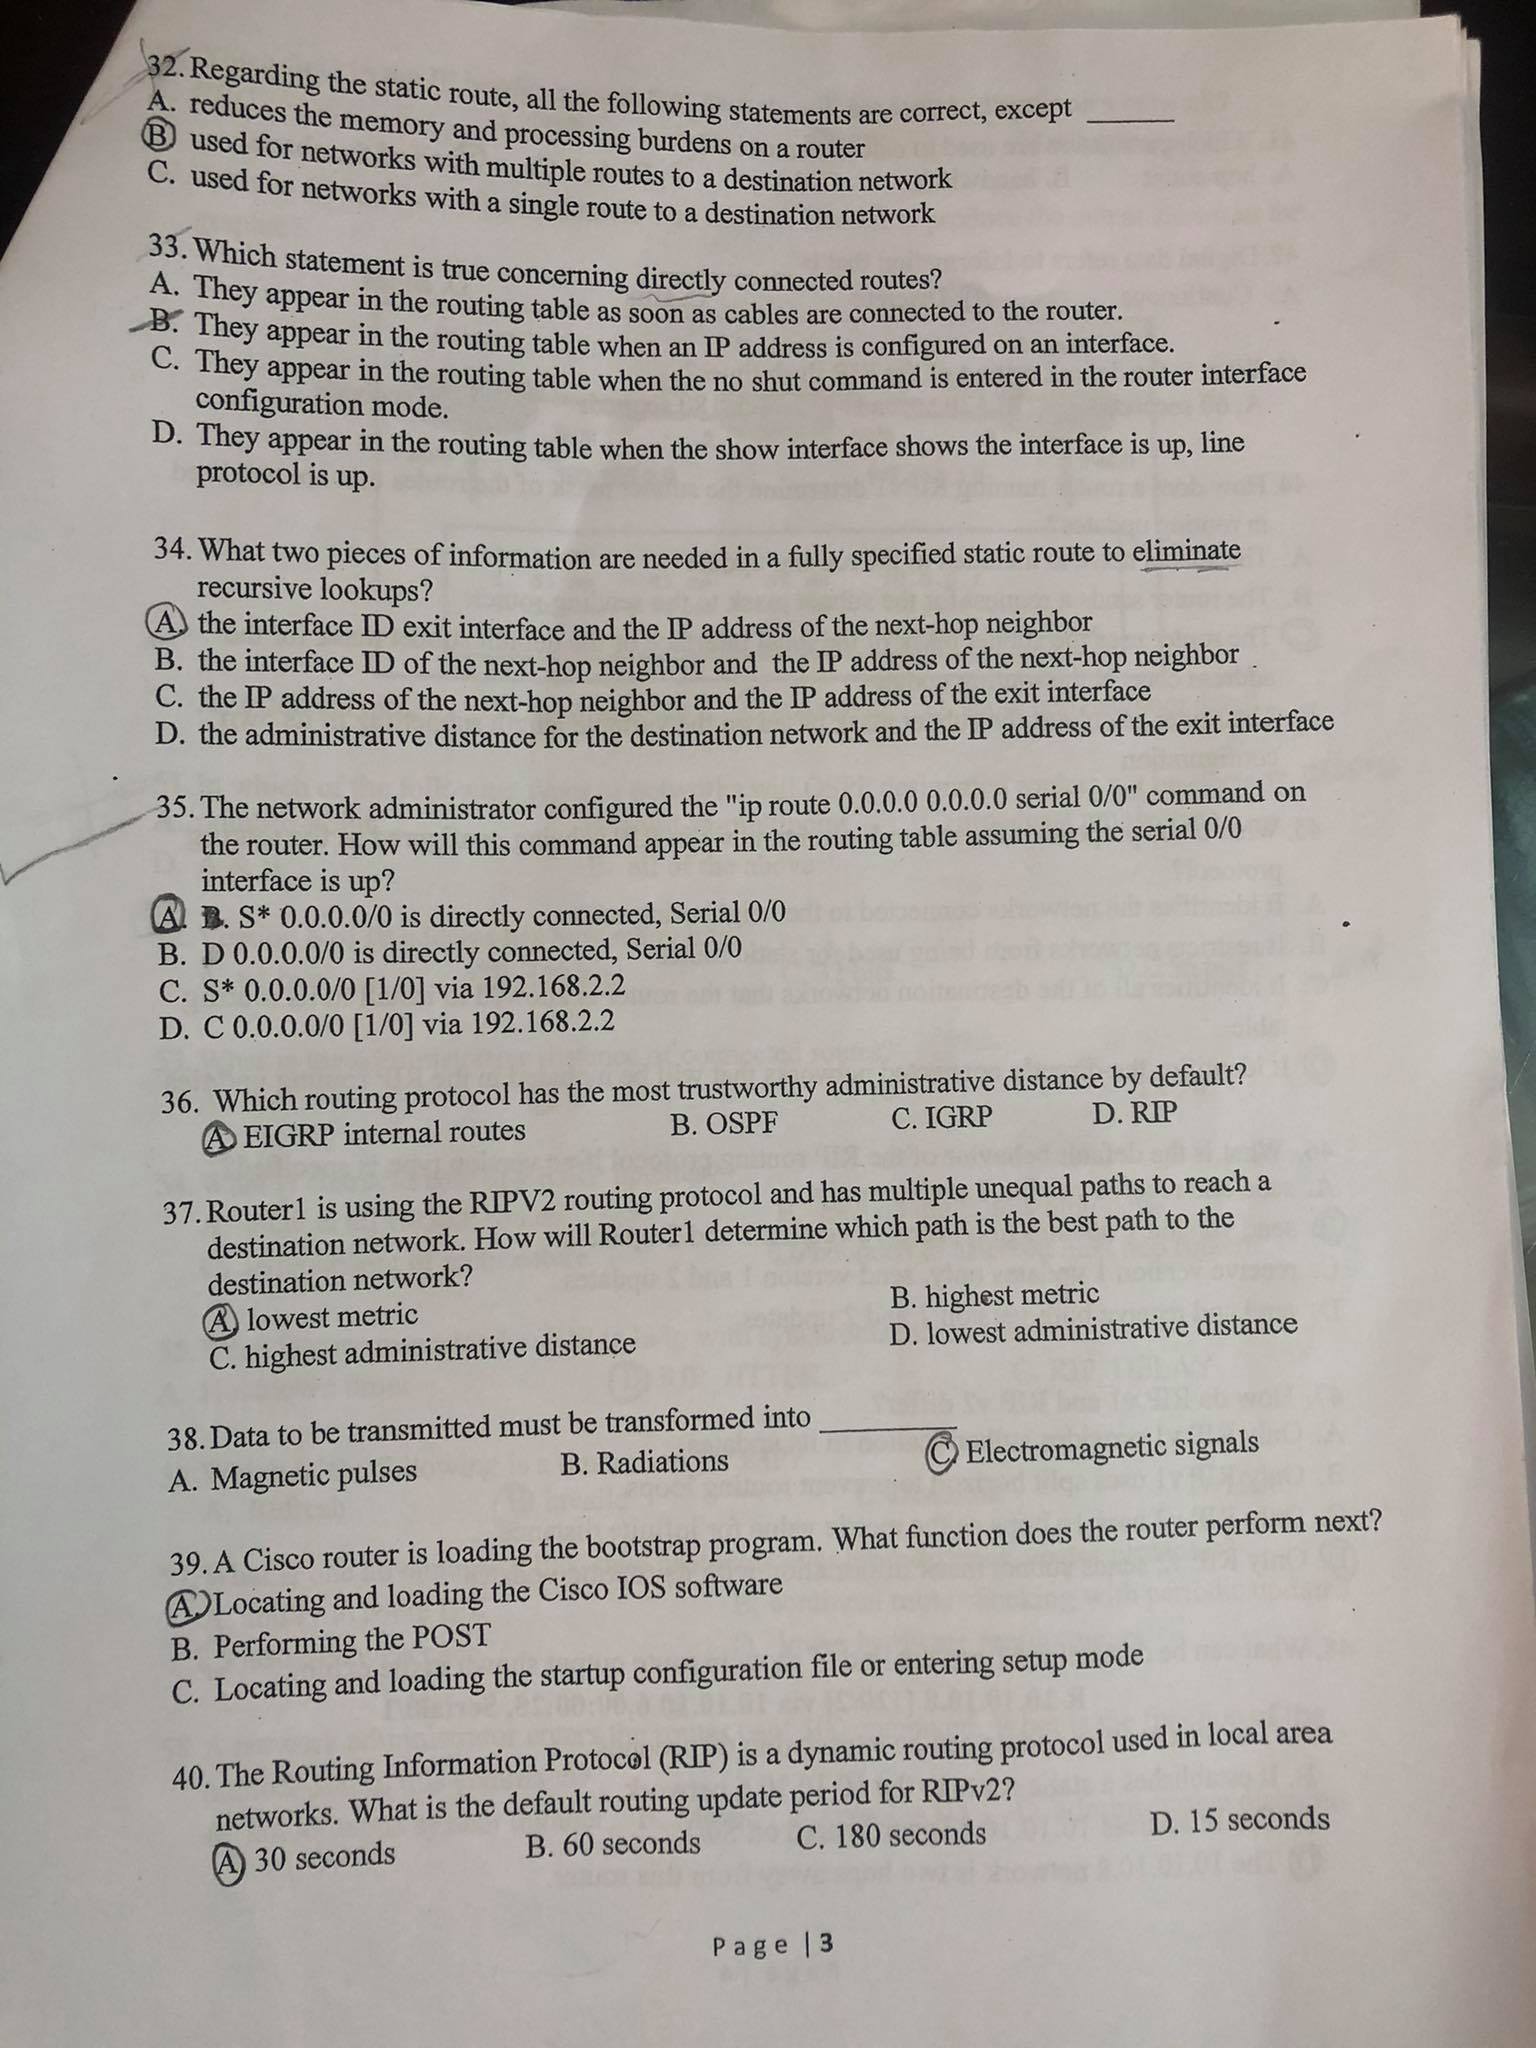 32. Regarding the static route, all the following statements are correct, except ________
A. reduces the memory and processing burdens on a router
B. used for networks with multiple routes to a destination network
C. used for networks with a single route to a destination network
33. Which statement is true concerning directly connected routes?
A. They appear in the routing table as soon as cables are connected to the router.
B. They appear in the routing table when an IP address is configured on an interface.
C. They appear in the routing table when the no shut command is entered in the router interface
configuration mode.
D. They appear in the routing table when the show interface shows the interface is up, line
protocol is up.
34. What two pieces of information are needed in a fully specified static route to eliminate
recursive lookups?
A. the interface ID exit interface and the IP address of the next-hop neighbor
B. the interface ID of the next-hop neighbor and the IP address of the next-hop neighbor
C. the IP address of the next-hop neighbor and the IP address of the exit interface
D. the administrative distance for the destination network and the IP address of the exit interface
35. The network administrator configured the "ip route 0.0.0.0 0.0.0.0 serial 0/0" command on
the router. How will this command appear in the routing table assuming the serial 0/0
interface is up?
A. B. S* 0.0.0.0/0 is directly connected, Serial 0/0
B. D 0.0.0.0/0 is directly connected, Serial 0/0
C. S* 0.0.0.0/0 [1/0] via 192.168.2.2
D. C 0.0.0.0/0 [1/0] via 192.168.2.2
36. Which routing protocol has the most trustworthy administrative distance by default?
A EIGRP internal routes B. OSPF C. IGRP D. RIP
37. Router1 is using the RIPV2 routing protocol and has multiple unequal paths to reach a
destination network. How will Router1 determine which path is the best path to the
destination network?
A. lowest metric B. highest metric
C. highest administrative distance D. lowest administrative distance
38. Data to be transmitted must be transformed into __________
A. Magnetic pulses B. Radiations C Electromagnetic signals
39. A Cisco router is loading the bootstrap program. What function does the router perform next?
A. Locating and loading the Cisco IOS software
B. Performing the POST
C. Locating and loading the startup configuration file or entering setup mode
40. The Routing Information Protocol (RIP) is a dynamic routing protocol used in local area
networks. What is the default routing update period for RIPv2?
A) 30 seconds B. 60 seconds C. 180 seconds D. 15 seconds
Page | 3